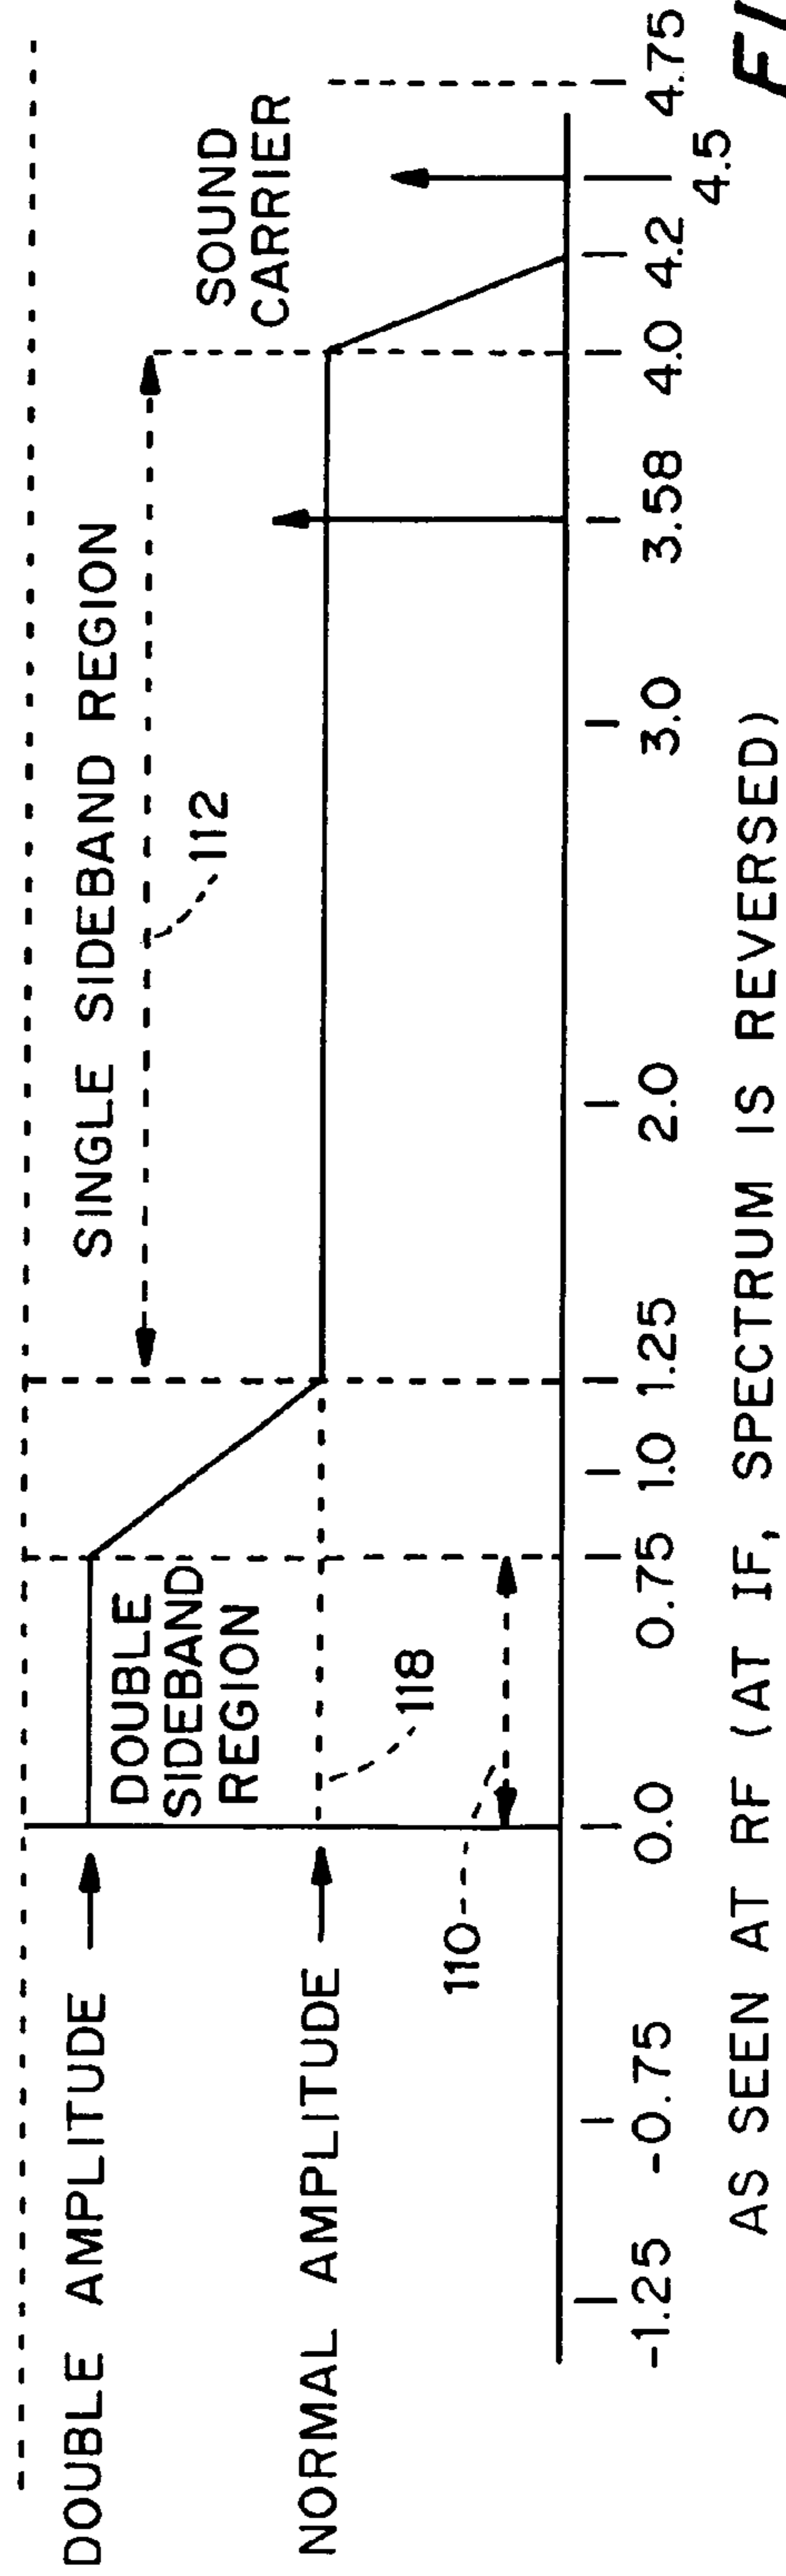 DOUBLE AMPLITUDE
NORMAL AMPLITUDE
DOUBLE
SIDEBAND
REGION
SINGLE SIDEBAND REGION
SOUND
CARRIER
112
118
110
-1.25 -0.75 0.0 0.75 1.0 1.25 2.0 3.0 3.58 4.0 4.2 4.75
4.5
AS SEEN AT RF (AT IF, SPECTRUM IS REVERSED)